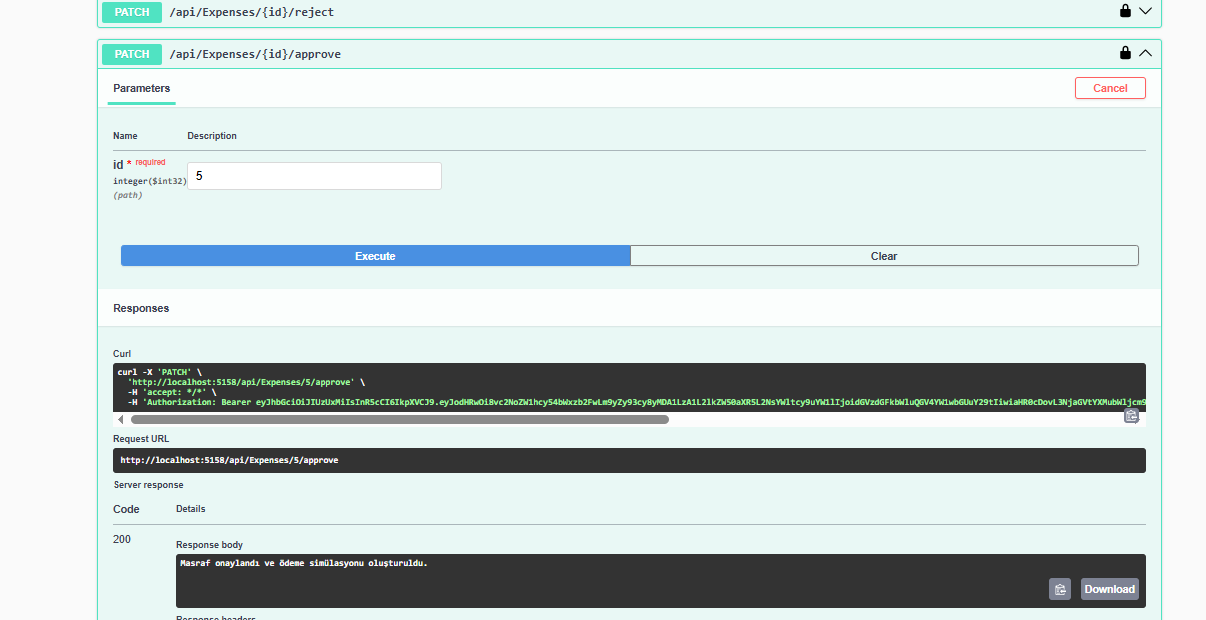 PATCH /api/Expenses/{id}/reject
PATCH /api/Expenses/{id}/approve
Parameters
Cancel
Name Description
id * required
integer($int32)
(path)
5
Execute
Clear
Responses
Curl
curl -X 'PATCH' \
'http://localhost:5158/api/Expenses/5/approve' \
-H 'accept: */*' \
-H 'Authorization: Bearer
Request URL
http://localhost:5158/api/Expenses/5/approve
Server response
Code Details
200
Response body
Masraf onaylandı ve ödeme simülasyonu oluşturuldu.
Download
Response headers